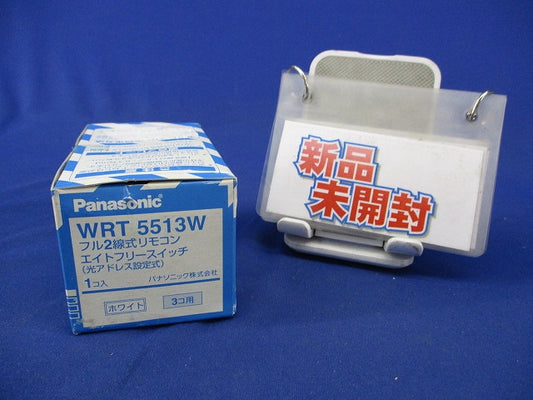 Panasonic
WRT 5513W
フル2線式リモコン
エイトフリースイッチ
(光アドレス設定式)
1コ入 パナソニック株式会社
ホワイト 3コ用
新品
未開封